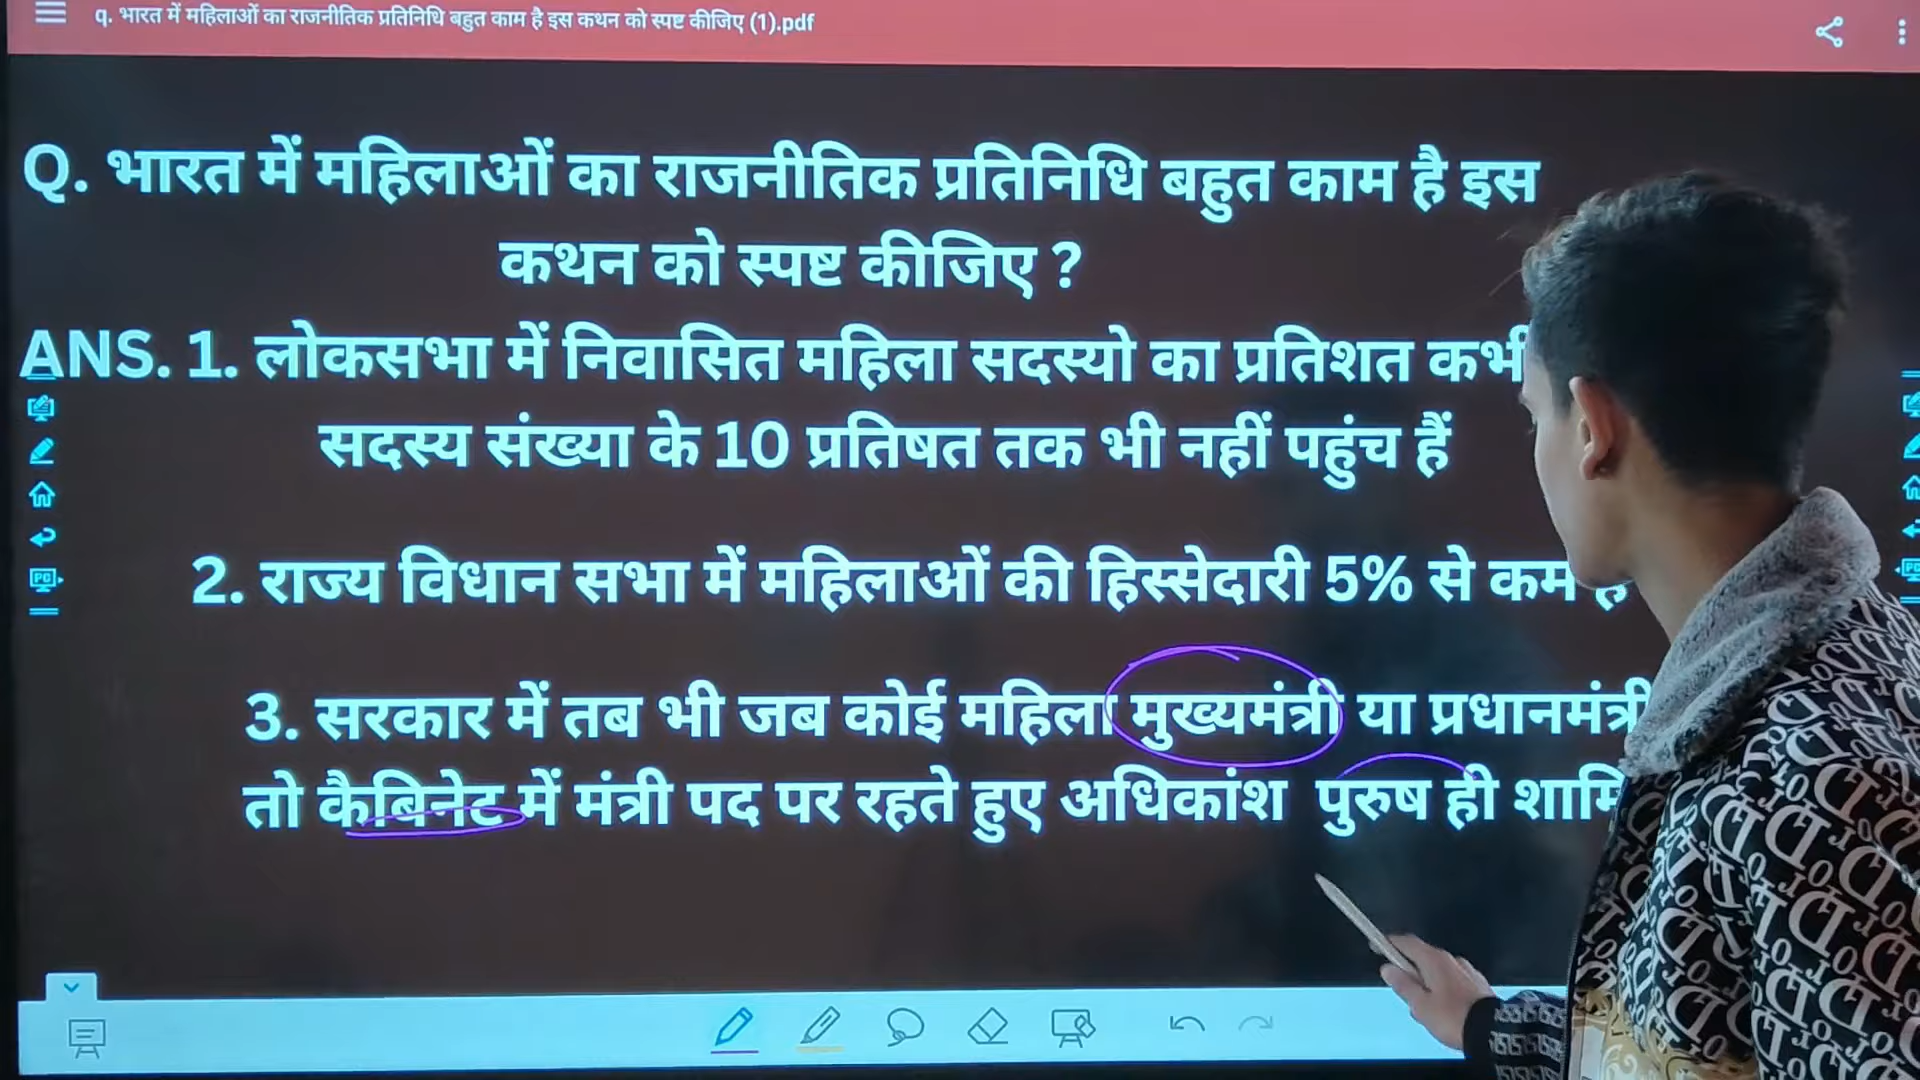 q. भारत में महिलाओं का राजनीतिक प्रतिनिधि बहुत काम है इस कथन को स्पष्ट कीजिए (1).pdf
Q. भारत में महिलाओं का राजनीतिक प्रतिनिधि बहुत काम है इस
कथन को स्पष्ट कीजिए ?
ANS. 1. लोकसभा में निवासित महिला सदस्यो का प्रतिशत कभी
सदस्य संख्या के 10 प्रतिषत तक भी नहीं पहुंच हैं
2. राज्य विधान सभा में महिलाओं की हिस्सेदारी 5% से कम
3. सरकार में तब भी जब कोई महिला मुख्यमंत्री या प्रधानमंत्री
तो कैबिनेट में मंत्री पद पर रहते हुए अधिकांश पुरुष ही
PC